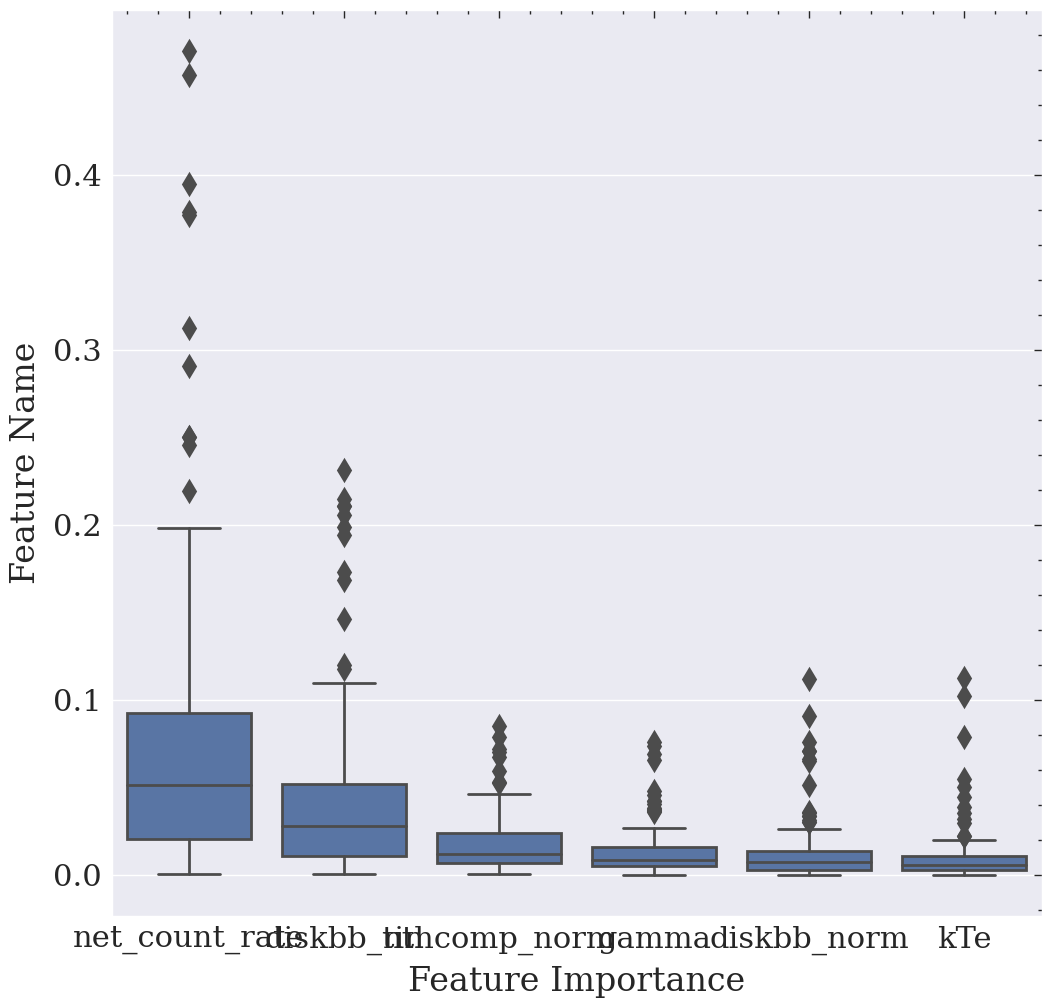 0.4
0.3
0.2
0.1
0.0
Feature Name
net_count_rate diskbb_tin nthcomp_norm gamma diskbb_norm kTe
Feature Importance